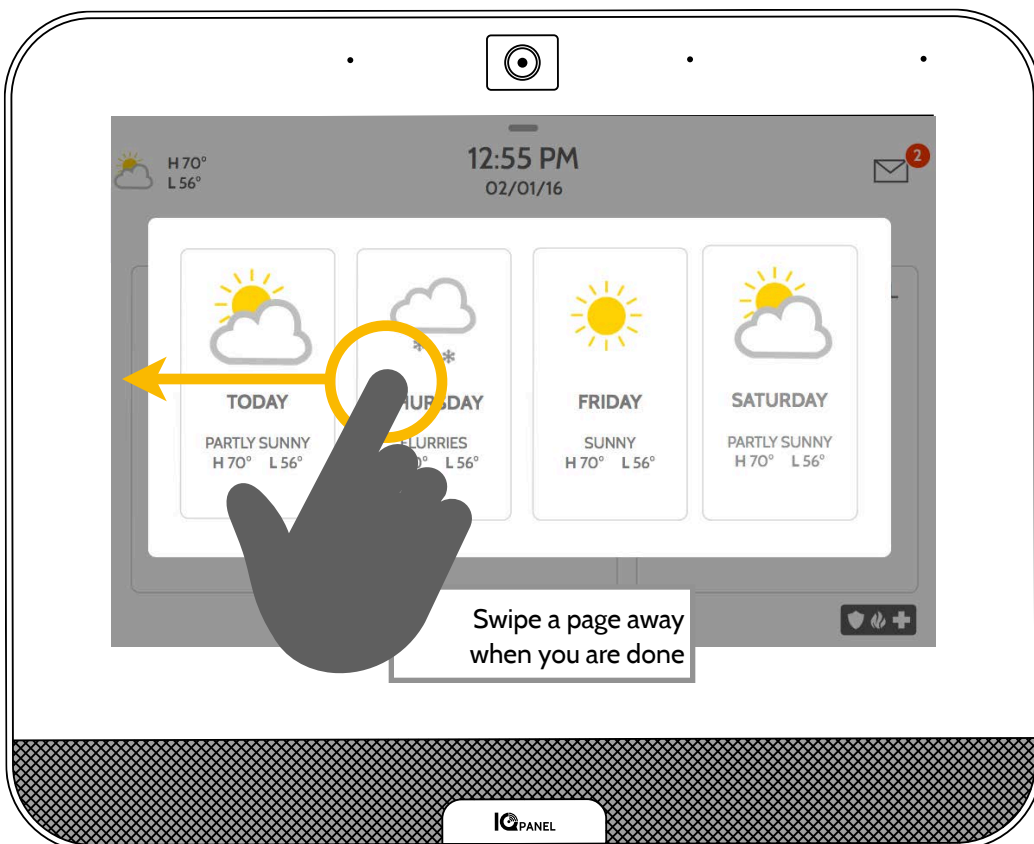 H 70°
L 56°
12:55 PM
02/01/16
2
TODAY
PARTLY SUNNY
H 70° L 56°
L 56°
FRIDAY
SUNNY
H 70° L 56°
SATURDAY
PARTLY SUNNY
H 70° L 56°
Swipe a page away
when you are done
IQ PANEL